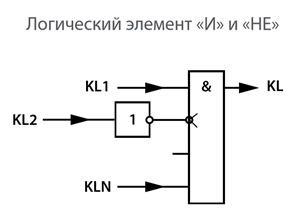 Логический элемент «И» и «НЕ»
KL1
&
KL
KL2
1
KLN